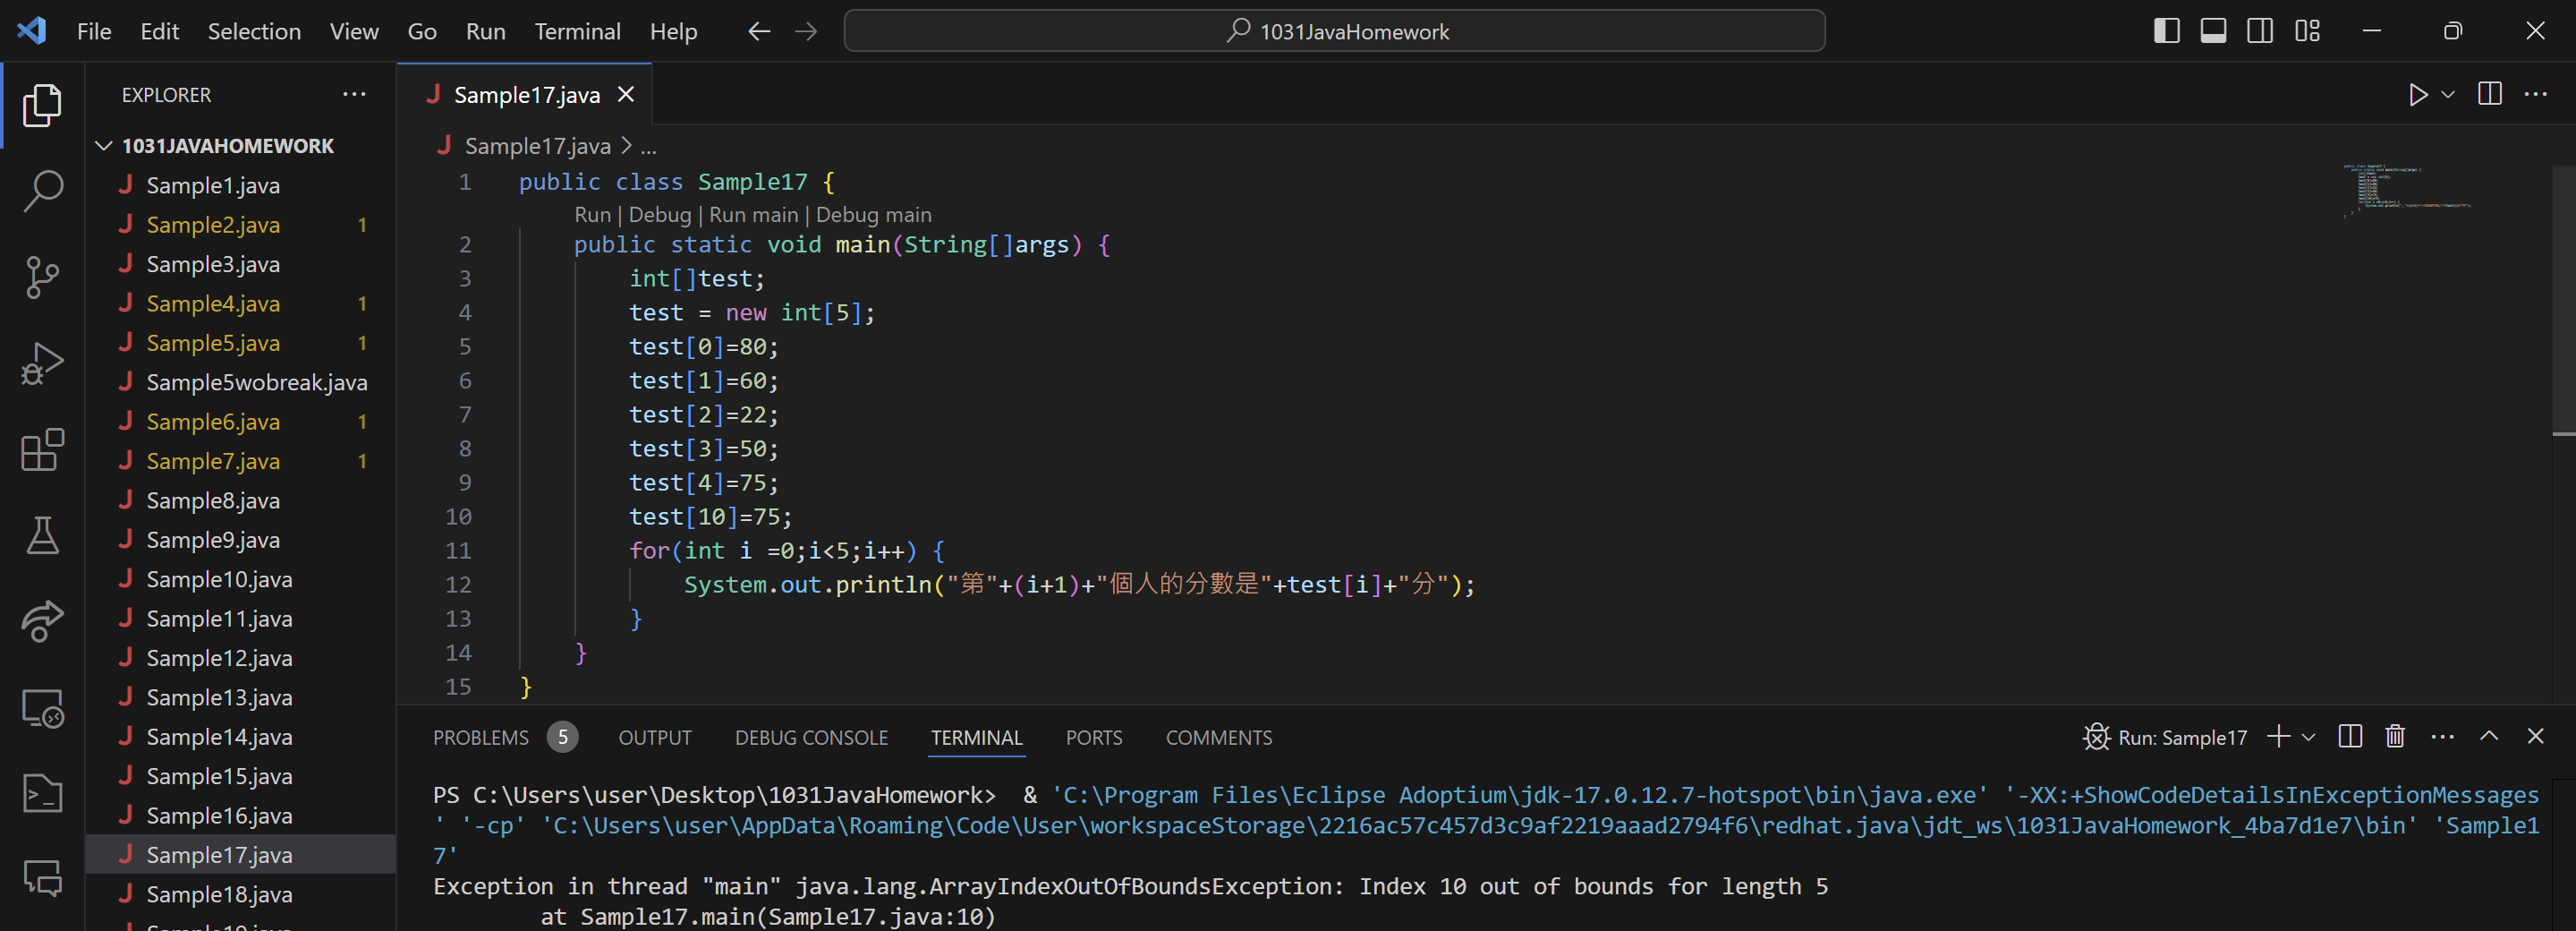 File Edit Selection View Go Run Terminal Help
1031JavaHomework
EXPLORER
1031JAVAHOMEWORK
Sample1.java
Sample2.java 1
Sample3.java
Sample4.java 1
Sample5.java 1
Sample5wobreak.java
Sample6.java 1
Sample7.java 1
Sample8.java
Sample9.java
Sample10.java
Sample11.java
Sample12.java
Sample13.java
Sample14.java
Sample15.java
Sample16.java
Sample17.java
Sample18.java
Sample17.java
Sample17.java > ...
1 public class Sample17 {
Run | Debug | Run main | Debug main
2 public static void main(String[]args) {
3 int[]test;
4 test = new int[5];
5 test[0]=80;
6 test[1]=60;
7 test[2]=22;
8 test[3]=50;
9 test[4]=75;
10 test[10]=75;
11 for(int i =0;i<5;i++) {
12 System.out.println("第"+(i+1)+"個人的分數是"+test[i]+"分");
13 }
14 }
15 }
PROBLEMS 5 OUTPUT DEBUG CONSOLE TERMINAL PORTS COMMENTS
Run: Sample17
PS C:\Users\user\Desktop\1031JavaHomework> & 'C:\Program Files\Eclipse Adoptium\jdk-17.0.12.7-hotspot\bin\java.exe' '-XX:+ShowCodeDetailsInExceptionMessages
' '-cp' 'C:\Users\user\AppData\Roaming\Code\User\workspaceStorage\2216ac57c457d3c9af2219aaad2794f6\redhat.java\jdt_ws\1031JavaHomework_4ba7d1e7\bin' 'Sample1
7'
Exception in thread "main" java.lang.ArrayIndexOutOfBoundsException: Index 10 out of bounds for length 5
at Sample17.main(Sample17.java:10)